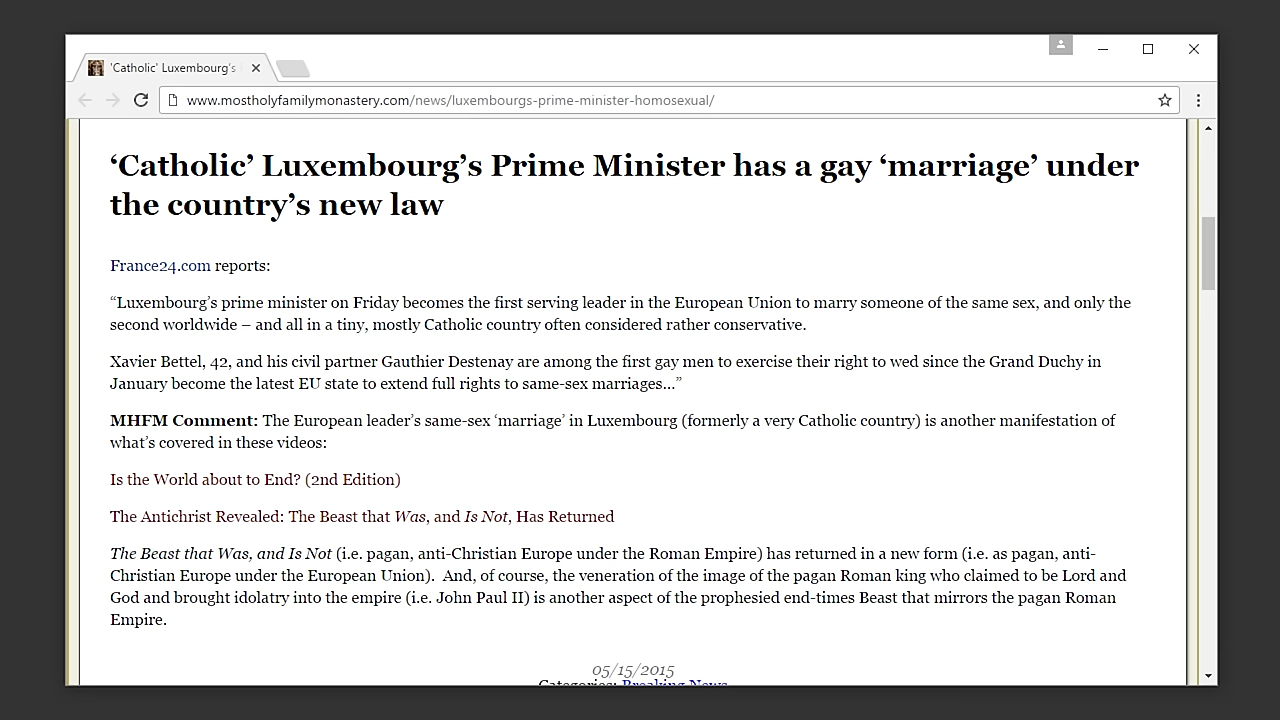 'Catholic' Luxembourg's
www.mostholyfamilymonastery.com/news/luxembourgs-prime-minister-homosexual/
‘Catholic’ Luxembourg’s Prime Minister has a gay ‘marriage’ under
the country’s new law
France24.com reports:
“Luxembourg’s prime minister on Friday becomes the first serving leader in the European Union to marry someone of the same sex, and only the
second worldwide – and all in a tiny, mostly Catholic country often considered rather conservative.
Xavier Bettel, 42, and his civil partner Gauthier Destenay are among the first gay men to exercise their right to wed since the Grand Duchy in
January become the latest EU state to extend full rights to same-sex marriages…”
MHFM Comment: The European leader’s same-sex ‘marriage’ in Luxembourg (formerly a very Catholic country) is another manifestation of
what’s covered in these videos:
Is the World about to End? (2nd Edition)
The Antichrist Revealed: The Beast that Was, and Is Not, Has Returned
The Beast that Was, and Is Not (i.e. pagan, anti-Christian Europe under the Roman Empire) has returned in a new form (i.e. as pagan, anti-
Christian Europe under the European Union).  And, of course, the veneration of the image of the pagan Roman king who claimed to be Lord and
God and brought idolatry into the empire (i.e. John Paul II) is another aspect of the prophesied end-times Beast that mirrors the pagan Roman
Empire.
05/15/2015
Categories: Breaking News